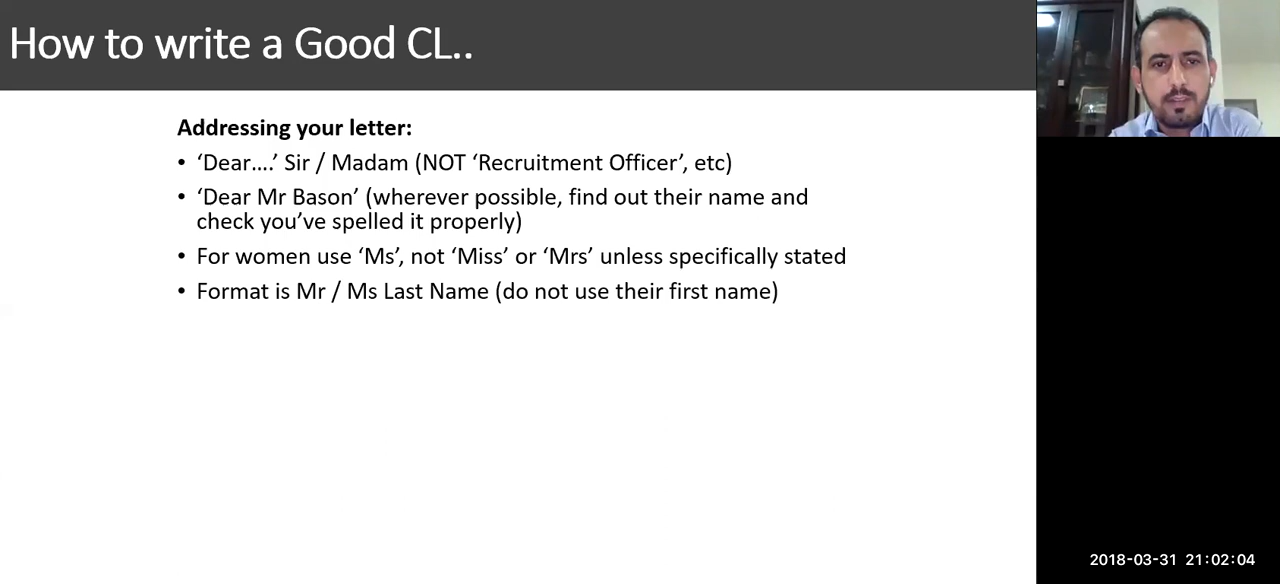 How to write a Good CL..
Addressing your letter:
• ‘Dear....’ Sir / Madam (NOT ‘Recruitment Officer’, etc)
• ‘Dear Mr Bason’ (wherever possible, find out their name and
check you’ve spelled it properly)
• For women use ‘Ms’, not ‘Miss’ or ‘Mrs’ unless specifically stated
• Format is Mr / Ms Last Name (do not use their first name)
2018-03-31 21:02:04